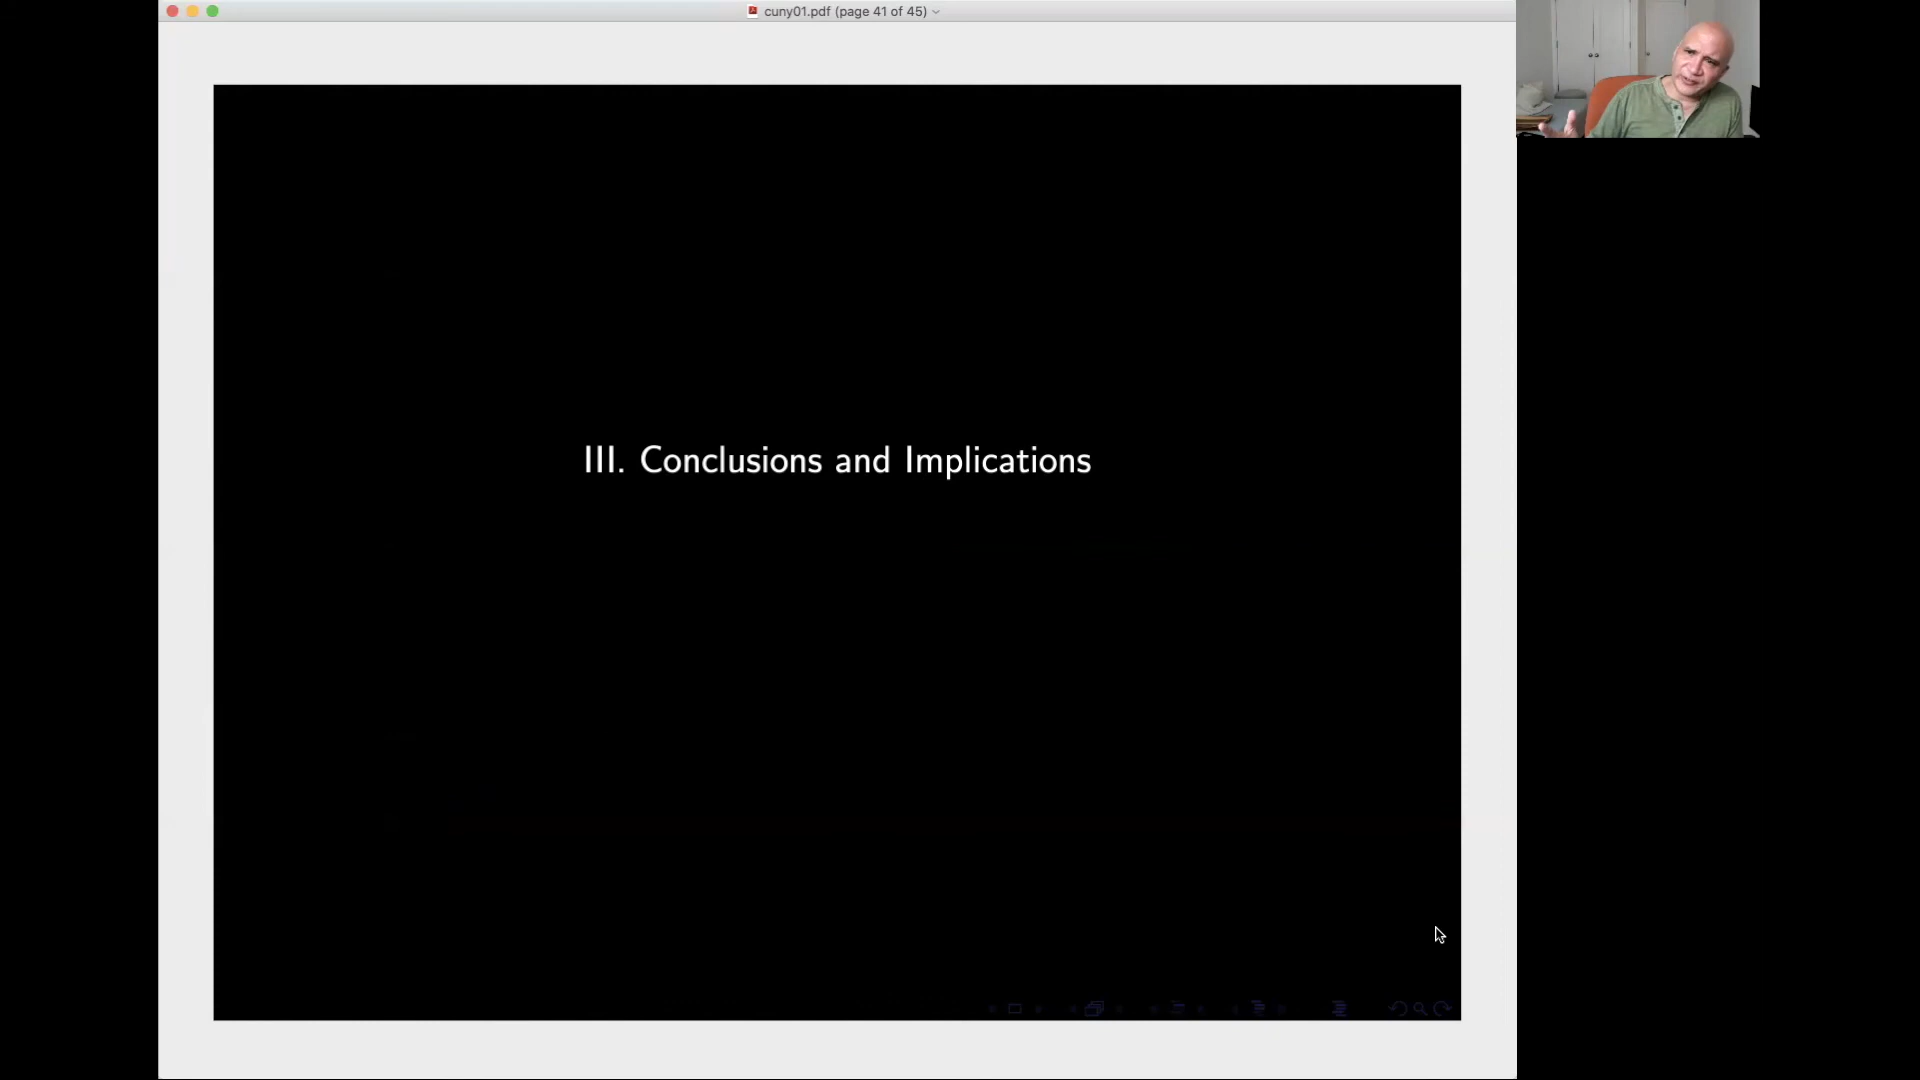 cuny01.pdf (page 41 of 45)
III. Conclusions and Implications